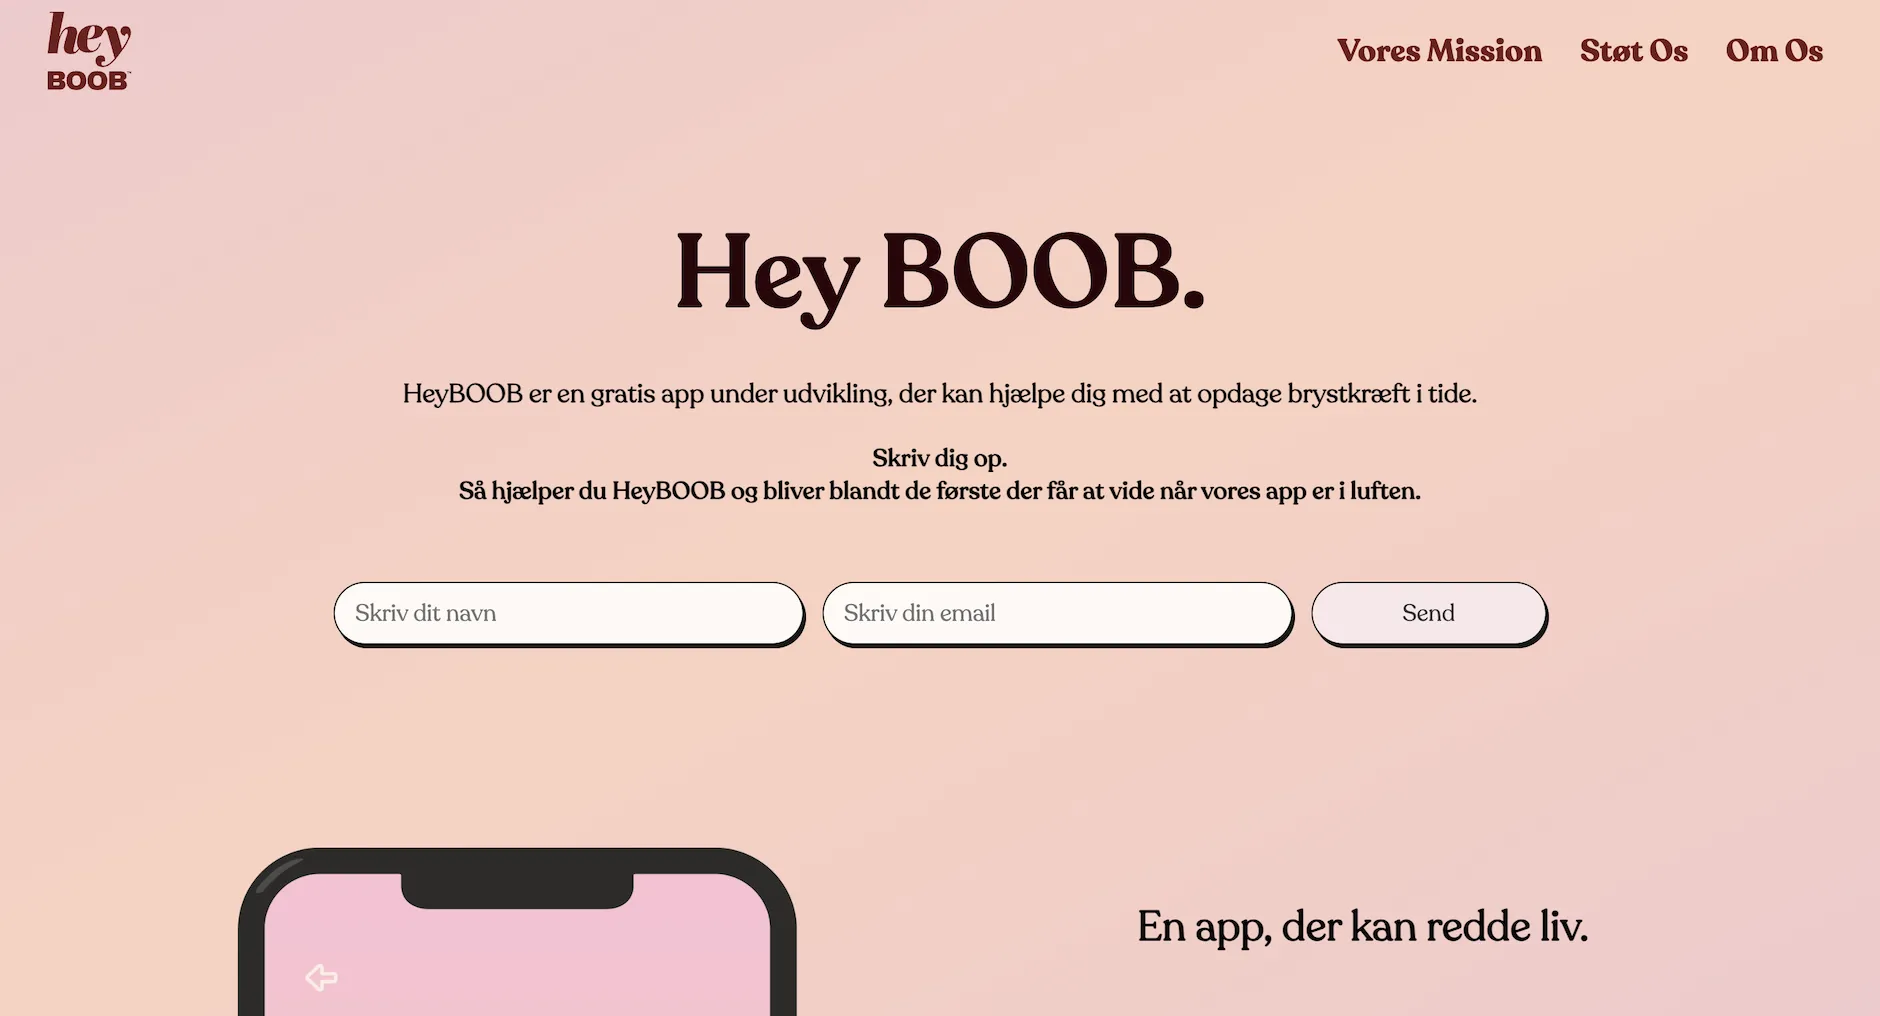 hey
BOOB™
Vores Mission
Støt Os
Om Os
Hey BOOB.
HeyBOOB er en gratis app under udvikling, der kan hjælpe dig med at opdage brystkræft i tide.
Skriv dig op.
Så hjælper du HeyBOOB og bliver blandt de første der får at vide når vores app er i luften.
Skriv dit navn
Skriv din email
Send
En app, der kan redde liv.